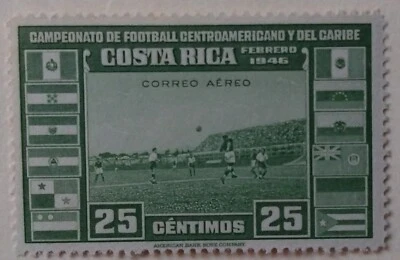 CAMPEONATO DE FOOTBALL CENTROAMERICANO Y DEL CARIBE
COSTA RICA FEBRERO 1946
CORREO AÉREO
25 CÉNTIMOS 25
AMERICAN BANK NOTE COMPANY